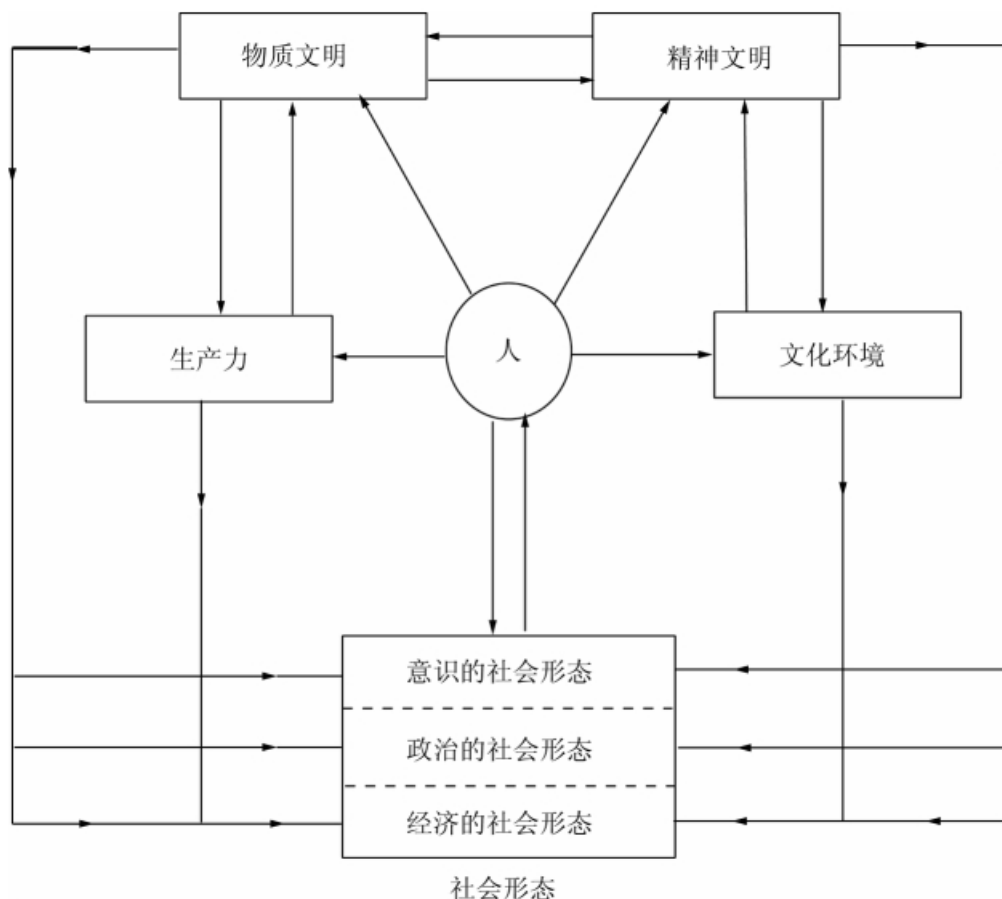 物质文明
精神文明
人
生产力
文化环境
意识的社会形态
政治的社会形态
经济的社会形态
社会形态